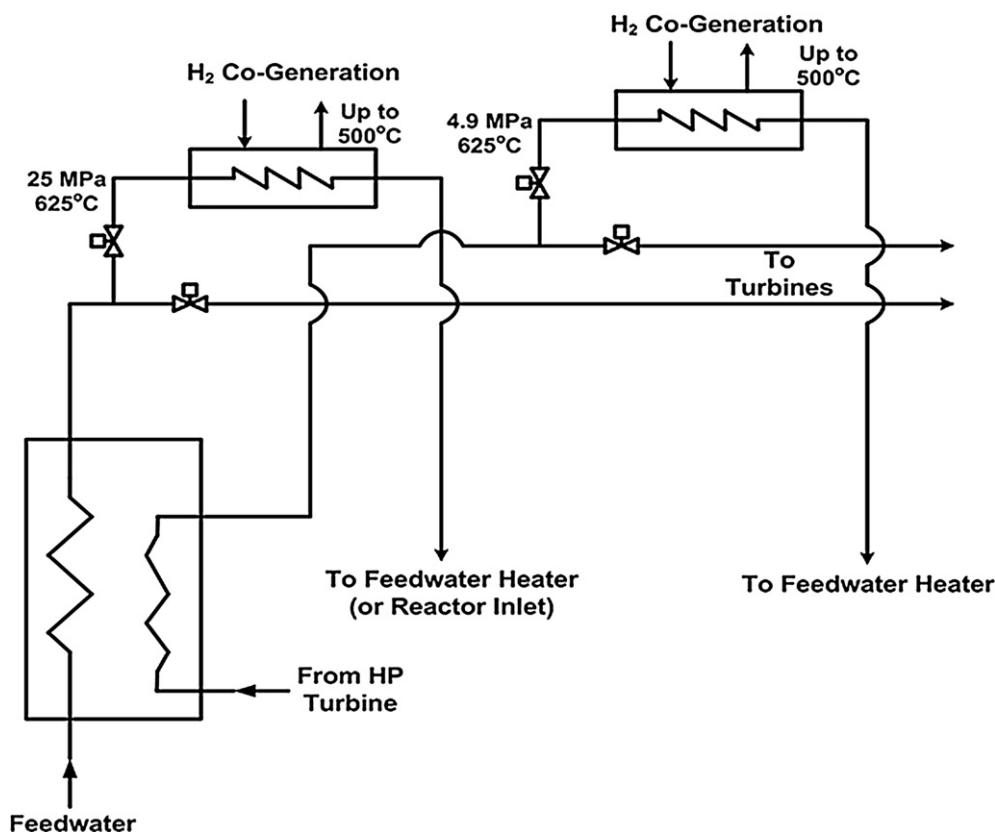 H₂ Co-Generation
Up to
500°C
4.9 MPa
625°C
H₂ Co-Generation
Up to
500°C
25 MPa
625°C
To
Turbines
To Feedwater Heater
(or Reactor Inlet)
To Feedwater Heater
From HP
Turbine
Feedwater